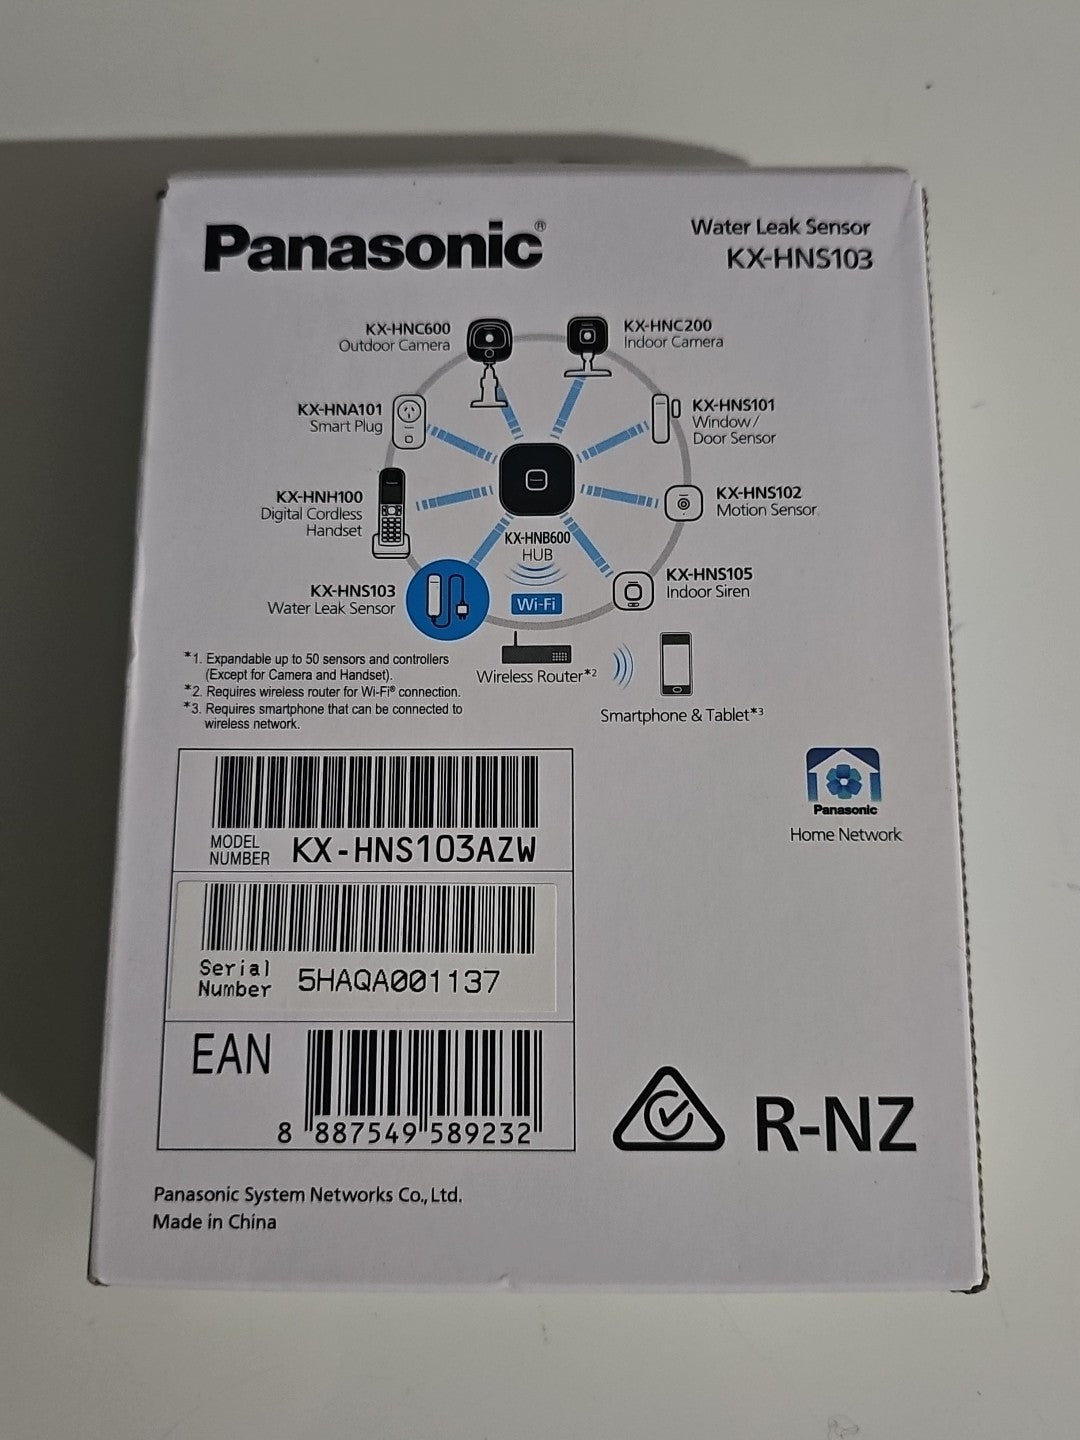 Panasonic®
Water Leak Sensor
KX-HNS103
KX-HNC600
Outdoor Camera
KX-HNC200
Indoor Camera
KX-HNA101
Smart Plug
KX-HNS101
Window/
Door Sensor
KX-HNH100
Digital Cordless
Handset
KX-HNS102
Motion Sensor
KX-HNB600
HUB
KX-HNS103
Water Leak Sensor
KX-HNS105
Indoor Siren
Wi-Fi
*1. Expandable up to 50 sensors and controllers
(Except for Camera and Handset).
*2. Requires wireless router for Wi-Fi® connection.
*3. Requires smartphone that can be connected to
wireless network.
Wireless Router*2
Smartphone & Tablet*3
Panasonic
Home Network
MODEL
NUMBER KX-HNS103AZW
Serial
Number 5HAQA001137
EAN
8 887549 589232
R-NZ
Panasonic System Networks Co., Ltd.
Made in China